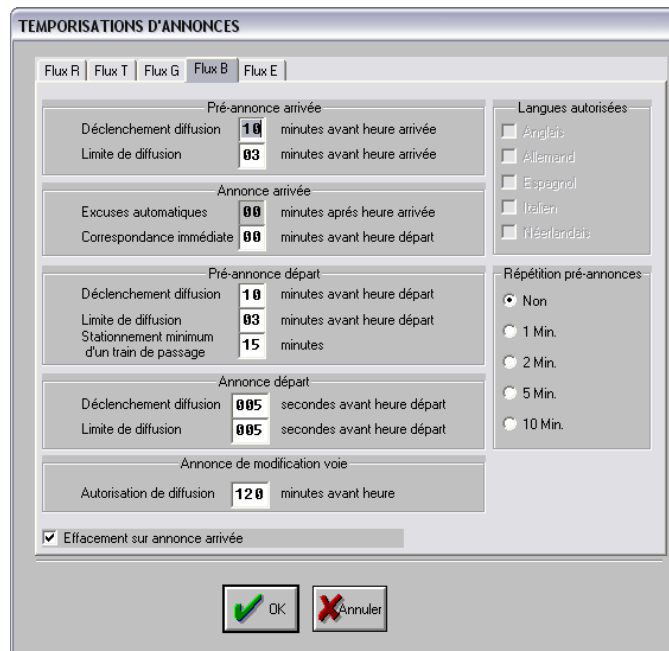 TEMPORISATIONS D'ANNONCES
Flux R Flux T Flux G Flux B Flux E
Pré-annonce arrivée
Déclenchement diffusion 10 minutes avant heure arrivée
Limite de diffusion 03 minutes avant heure arrivée
Annonce arrivée
Excuses automatiques 00 minutes aprés heure arrivée
Correspondance immédiate 00 minutes avant heure départ
Pré-annonce départ
Déclenchement diffusion 10 minutes avant heure départ
Limite de diffusion 03 minutes avant heure départ
Stationnement minimum
d'un train de passage 15 minutes
Annonce départ
Déclenchement diffusion 005 secondes avant heure départ
Limite de diffusion 005 secondes avant heure départ
Annonce de modification voie
Autorisation de diffusion 120 minutes avant heure
Effacement sur annonce arrivée
Langues autorisées
Anglais
Allemand
Espagnol
Italien
Néerlandais
Répétition pré-annonces
Non
1 Min.
2 Min.
5 Min.
10 Min.
OK
Annuler